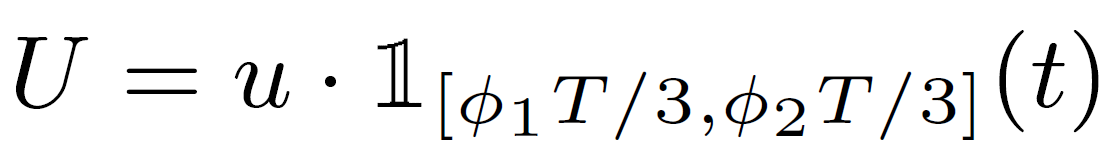 U = u · 𝟙_{[ϕ₁T/3,ϕ₂T/3]}(t)